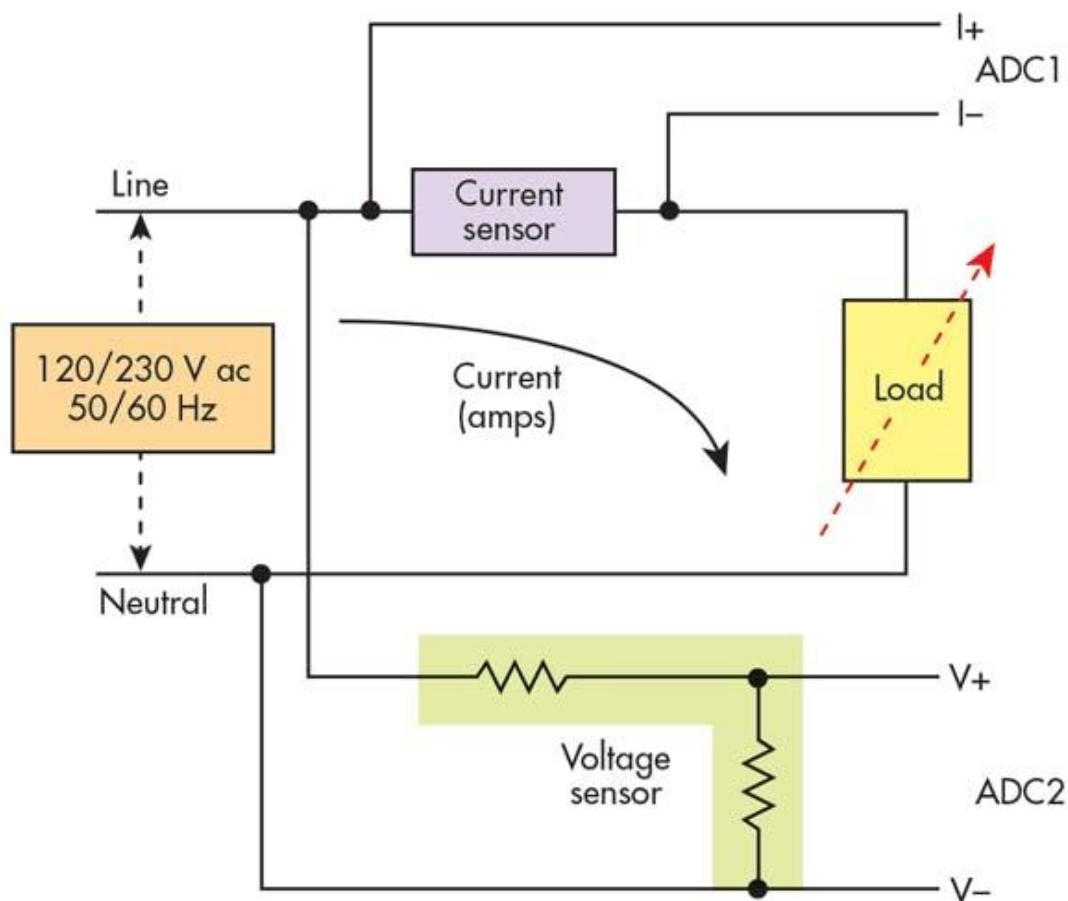 I+
ADC1
I–
Line
Current
sensor
120/230 V ac
50/60 Hz
Current
(amps)
Load
Neutral
V+
Voltage
sensor
ADC2
V–